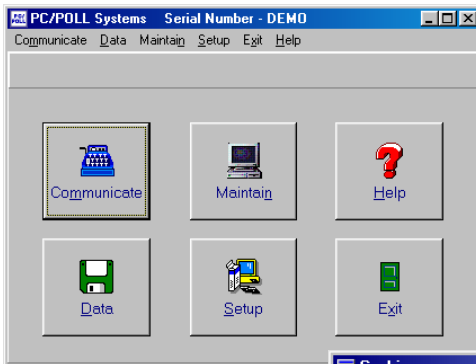 PC/POLL Systems Serial Number - DEMO
Communicate Data Maintain Setup Exit Help
Communicate Maintain Help
Data Setup Exit